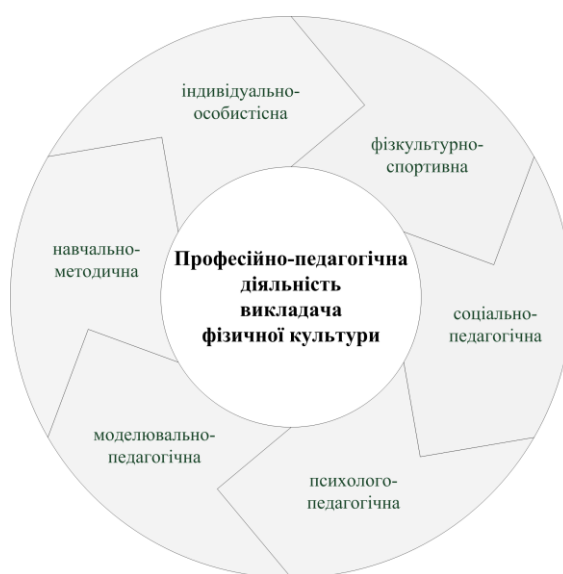 індивідуально-
особистісна
фізкультурно-
спортивна
соціально-
педагогічна
психолого-
педагогічна
моделювально-
педагогічна
навчально-
методична
Професійно-педагогічна
діяльність
викладача
фізичної культури